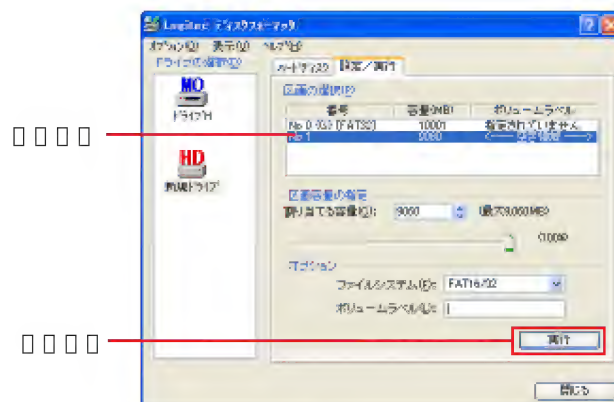 Logitec ディスクフォーマッタ
オプション(O) 表示(V) ヘルプ(H)
ドライブの選択(D)
MO
ドライブH
HD
新規ドライブ
ハードディスク 設定／実行
区画の選択(P)
番号 容量(MB) ボリュームラベル
10001 指定されていません
No 1 9060
区画容量の指定
割り当てる容量(C): 9060 (最大9,060MB)
オプション
ファイルシステム(F): FAT16/32
ボリュームラベル(L):
実行
閉じる